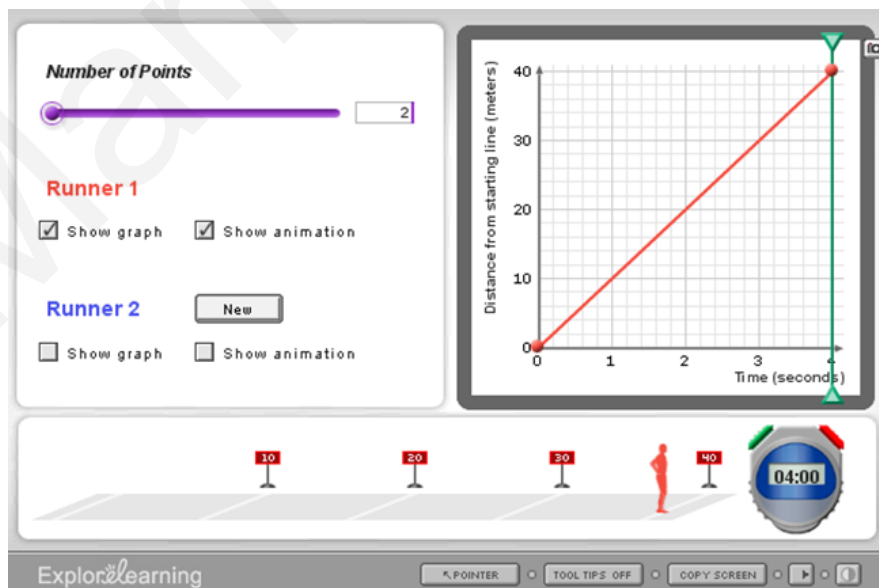 Number of Points
2
Runner 1
Show graph Show animation
Runner 2 New
Show graph Show animation
Distance from starting line (meters)
40
30
20
10
0
0 1 2 3 4
Time (seconds)
10 20 30 40
04:00
ExploreLearning
POINTER TOOL TIPS OFF COPY SCREEN